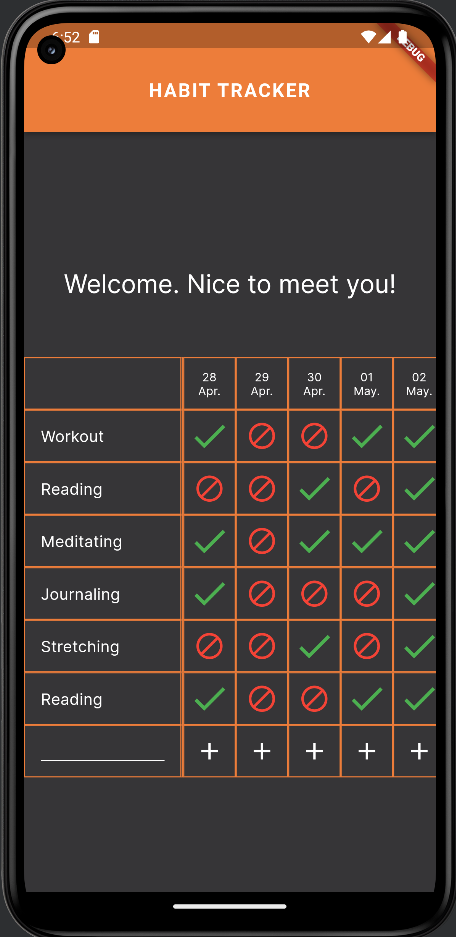 6:52
DEBUG
HABIT TRACKER
Welcome. Nice to meet you!
28 29 30 01 02
Apr. Apr. Apr. May. May.
Workout
Reading
Meditating
Journaling
Stretching
Reading
+ + + + +